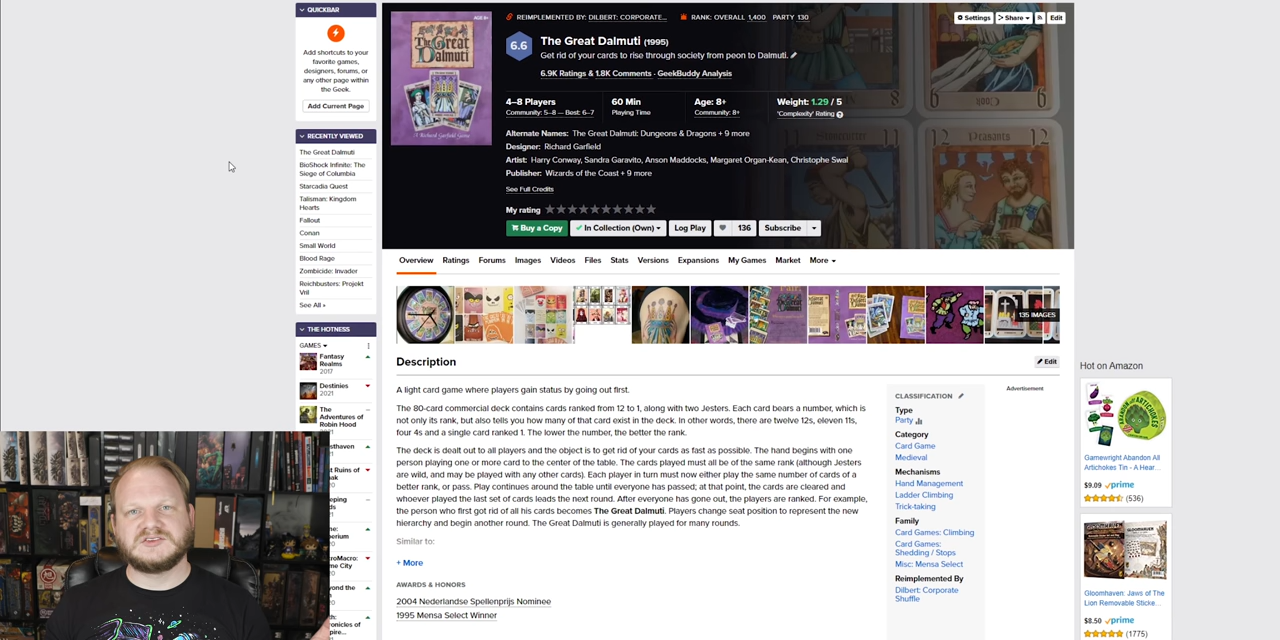 QUICKBAR
Add shortcuts to your
favorite games,
designers, forums, or
any other page within
the Geek.
Add Current Page
RECENTLY VIEWED
The Great Dalmuti
BioShock Infinite: The
Siege of Columbia
Starcadia Quest
Talisman: Kingdom
Hearts
Fallout
Conan
Small World
Blood Rage
Zombicide: Invader
Reichbusters: Projekt
Vril
See All »
THE HOTNESS
GAMES
Fantasy
Realms
2017
Destinies
2021
The
Adventures of
Robin Hood
2021
AGE 8+
The Great
Dalmuti
A Richard Garfield Game
REIMPLEMENTED BY: DILBERT: CORPORATE...
RANK: OVERALL 1,400 PARTY 130
Settings
Share
Edit
6.6
The Great Dalmuti (1995)
Get rid of your cards to rise through society from peon to Dalmuti.
6.9K Ratings & 1.8K Comments · GeekBuddy Analysis
4–8 Players
Community: 5–8 — Best: 6–7
60 Min
Playing Time
Age: 8+
Community: 8+
Weight: 1.29 / 5
'Complexity' Rating
Alternate Names: The Great Dalmuti: Dungeons & Dragons + 9 more
Designer: Richard Garfield
Artist: Harry Conway, Sandra Garavito, Anson Maddocks, Margaret Organ-Kean, Christophe Swal
Publisher: Wizards of the Coast + 9 more
See Full Credits
My rating
Buy a Copy
In Collection (Own)
Log Play
136
Subscribe
Overview
Ratings
Forums
Images
Videos
Files
Stats
Versions
Expansions
My Games
Market
More
135 IMAGES
Description
Edit
A light card game where players gain status by going out first.
The 80-card commercial deck contains cards ranked from 12 to 1, along with two Jesters. Each card bears a number, which is
not only its rank, but also tells you how many of that card exist in the deck. In other words, there are twelve 12s, eleven 11s,
four 4s and a single card ranked 1. The lower the number, the better the rank.
The deck is dealt out to all players and the object is to get rid of your cards as fast as possible. The hand begins with one
person playing one or more card to the center of the table. The cards played must all be of the same rank (although Jesters
are wild, and may be played with any other cards). Each player in turn must now either play the same number of cards of a
better rank, or pass. Play continues around the table until everyone has passed; at that point, the cards are cleared and
whoever played the last set of cards leads the next round. After everyone has gone out, the players are ranked. For example,
the person who first got rid of all his cards becomes The Great Dalmuti. Players change seat position to represent the new
hierarchy and begin another round. The Great Dalmuti is generally played for many rounds.
Similar to:
+ More
AWARDS & HONORS
2004 Nederlandse Spellenprijs Nominee
1995 Mensa Select Winner
CLASSIFICATION
Type
Party
Category
Card Game
Medieval
Mechanisms
Hand Management
Ladder Climbing
Trick-taking
Family
Card Games: Climbing
Card Games:
Shedding / Stops
Misc: Mensa Select
Reimplemented By
Dilbert: Corporate
Shuffle
Advertisement
Hot on Amazon
Gamewright Abandon All
Artichokes Tin - A Hear...
$9.09 prime
(536)
GLOOMHAVEN
Gloomhaven: Jaws of The
Lion Removable Sticke...
$8.50 prime
(1775)